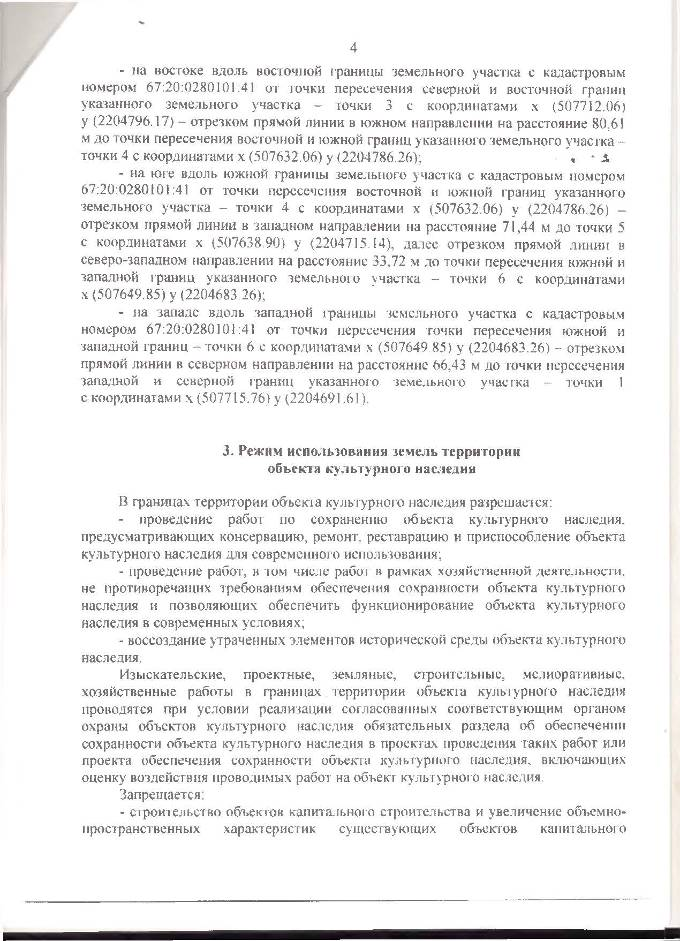 4
- на востоке вдоль восточной границы земельного участка с кадастровым
номером 67:20:0280101:41 от точки пересечения северной и восточной границ
указанного земельного участка – точки 3 с координатами x (507712.06)
y (2204796.17) – отрезком прямой линии в южном направлении на расстояние 80,61
м до точки пересечения восточной и южной границ указанного земельного участка –
точки 4 с координатами x (507632.06) y (2204786.26);
- на юге вдоль южной границы земельного участка с кадастровым номером
67:20:0280101:41 от точки пересечения восточной и южной границ указанного
земельного участка – точки 4 с координатами x (507632.06) y (2204786.26) –
отрезком прямой линии в западном направлении на расстояние 71,44 м до точки 5
с координатами x (507638.90) y (2204715.14), далее отрезком прямой линии в
северо-западном направлении на расстояние 33,72 м до точки пересечения южной и
западной границ указанного земельного участка – точки 6 с координатами
x (507649.85) y (2204683.26);
- на западе вдоль западной границы земельного участка с кадастровым
номером 67:20:0280101:41 от точки пересечения точки пересечения южной и
западной границ – точки 6 с координатами x (507649.85) y (2204683.26) – отрезком
прямой линии в северном направлении на расстояние 66,43 м до точки пересечения
западной и северной границ указанного земельного участка – точки 1
с координатами x (507715.76) y (2204691.61).
3. Режим использования земель территории
объекта культурного наследия
В границах территории объекта культурного наследия разрешается:
- проведение работ по сохранению объекта культурного наследия,
предусматривающих консервацию, ремонт, реставрацию и приспособление объекта
культурного наследия для современного использования;
- проведение работ, в том числе работ в рамках хозяйственной деятельности,
не противоречащих требованиям обеспечения сохранности объекта культурного
наследия и позволяющих обеспечить функционирование объекта культурного
наследия в современных условиях;
- воссоздание утраченных элементов исторической среды объекта культурного
наследия.
Изыскательские, проектные, земляные, строительные, мелиоративные,
хозяйственные работы в границах территории объекта культурного наследия
проводятся при условии реализации согласованных соответствующим органом
охраны объектов культурного наследия обязательных раздела об обеспечении
сохранности объекта культурного наследия в проектах проведения таких работ или
проекта обеспечения сохранности объекта культурного наследия, включающих
оценку воздействия проводимых работ на объект культурного наследия.
Запрещается:
- строительство объектов капитального строительства и увеличение объемно-
пространственных характеристик существующих объектов капитального